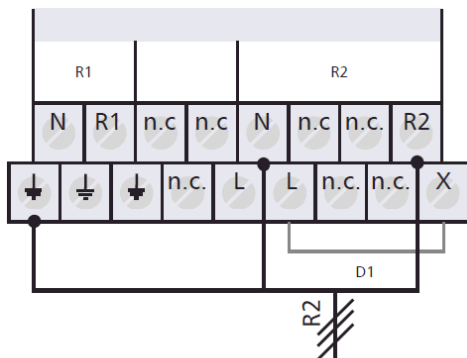 R1 R2
N R1 n.c n.c N n.c n.c. R2
n.c. L L n.c. n.c. X
D1
R2